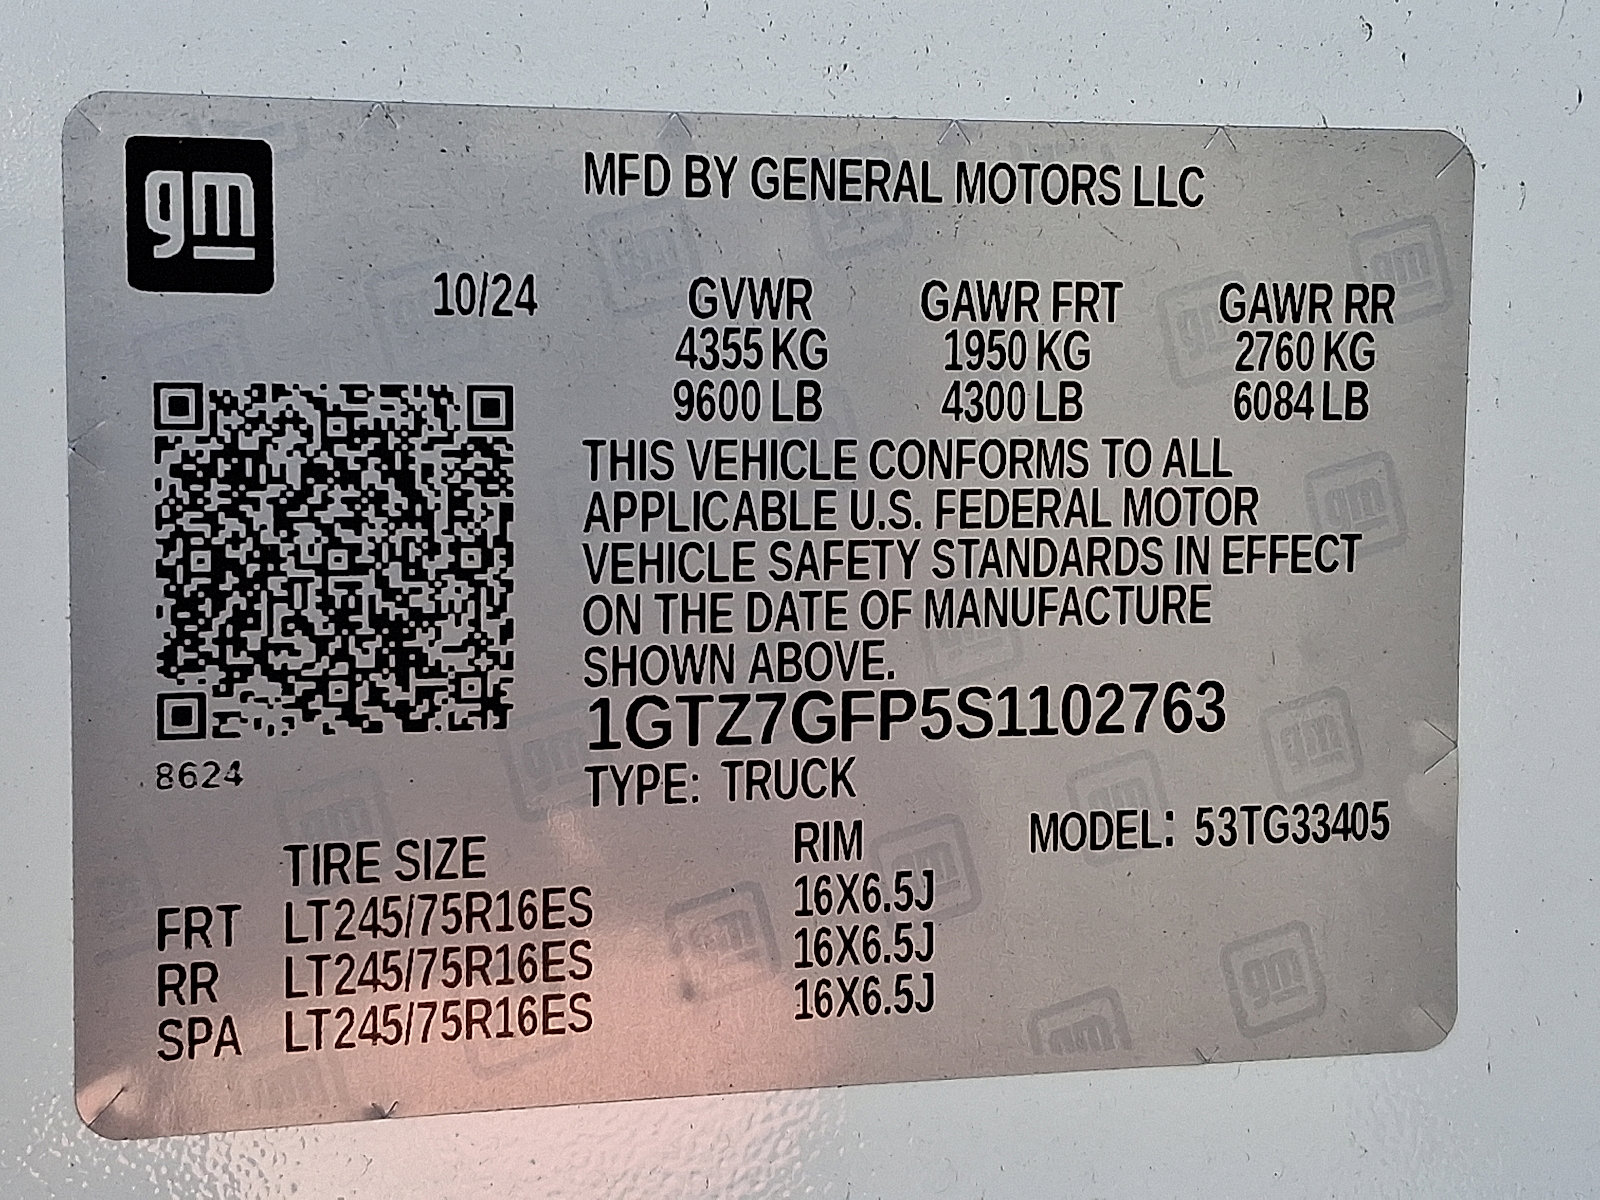 gm
MFD BY GENERAL MOTORS LLC
10/24
GVWR GAWR FRT GAWR RR
4355 KG 1950 KG 2760 KG
9600 LB 4300 LB 6084 LB
THIS VEHICLE CONFORMS TO ALL
APPLICABLE U.S. FEDERAL MOTOR
VEHICLE SAFETY STANDARDS IN EFFECT
ON THE DATE OF MANUFACTURE
SHOWN ABOVE.
1GTZ7GFP5S1102763
8624
TYPE: TRUCK
MODEL: 53TG33405
TIRE SIZE RIM
FRT LT245/75R16ES 16X6.5J
RR LT245/75R16ES 16X6.5J
SPA LT245/75R16ES 16X6.5J